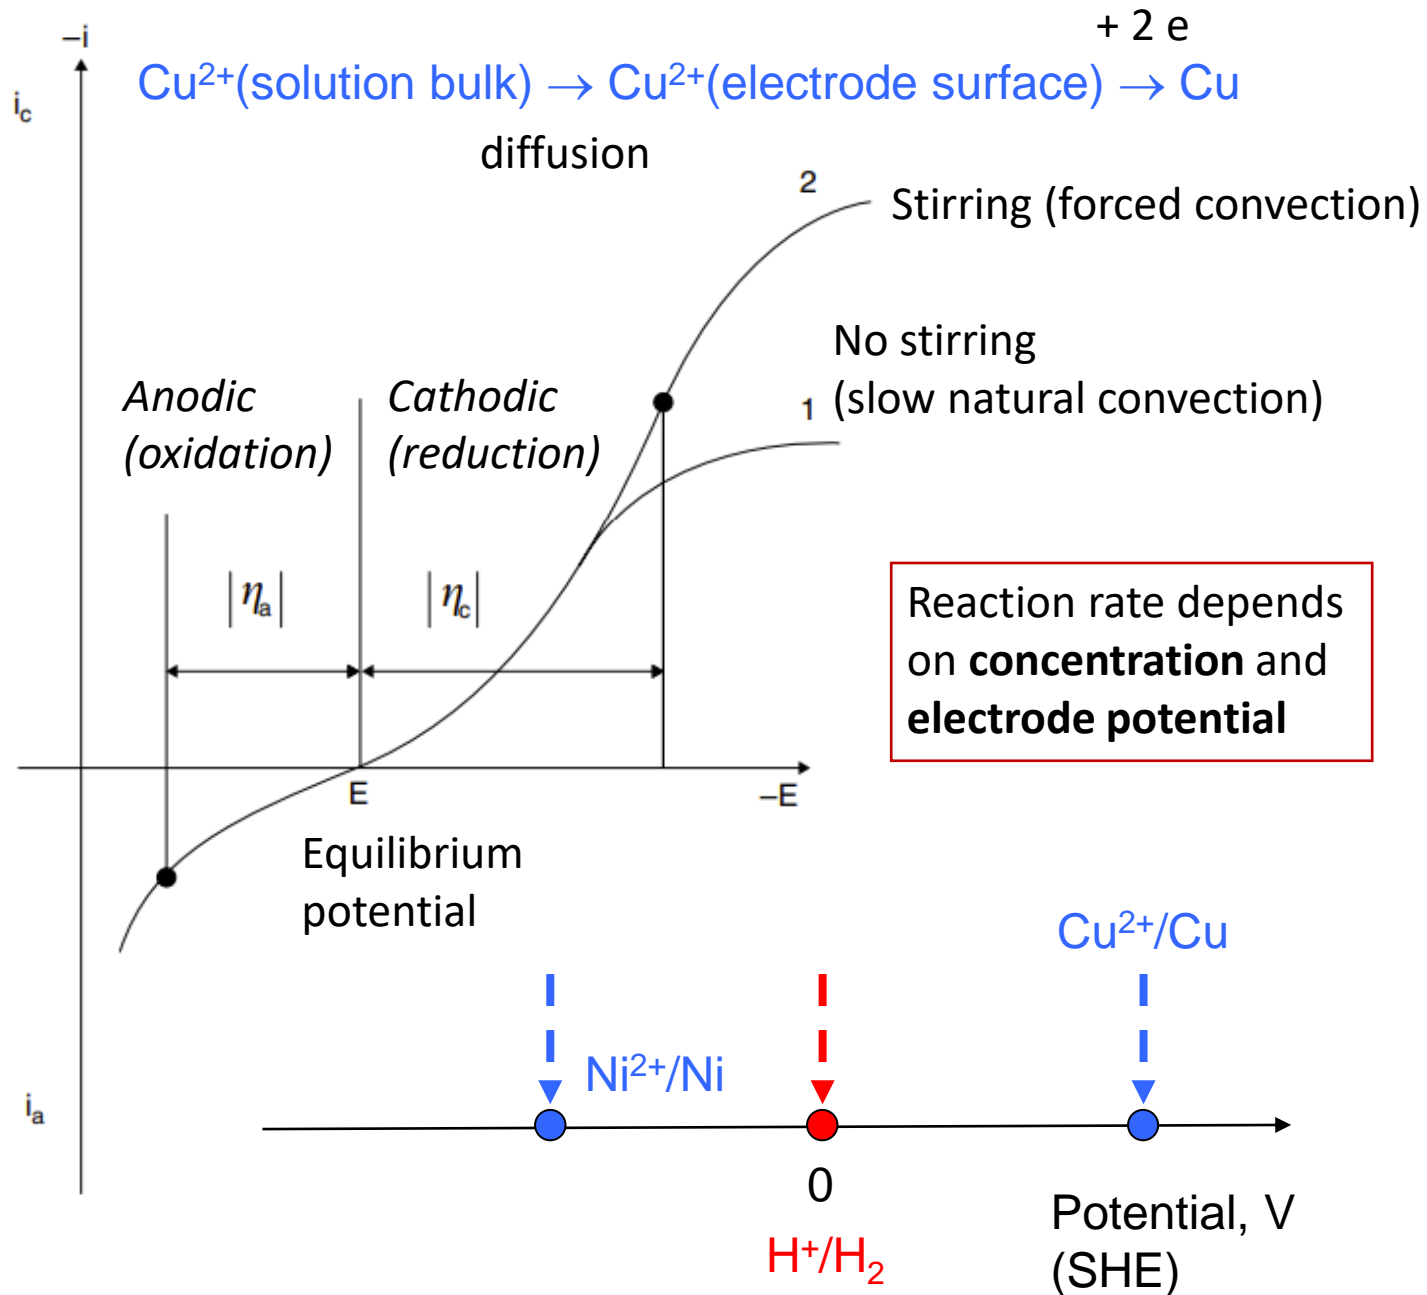 + 2 e
–i
Cu²⁺(solution bulk) → Cu²⁺(electrode surface) → Cu
i_c
diffusion
2
Stirring (forced convection)
No stirring
1 (slow natural convection)
Anodic
(oxidation)
Cathodic
(reduction)
|η_a|
|η_c|
Reaction rate depends
on concentration and
electrode potential
E
–E
Equilibrium
potential
Cu²⁺/Cu
Ni²⁺/Ni
i_a
0
H⁺/H₂
Potential, V
(SHE)